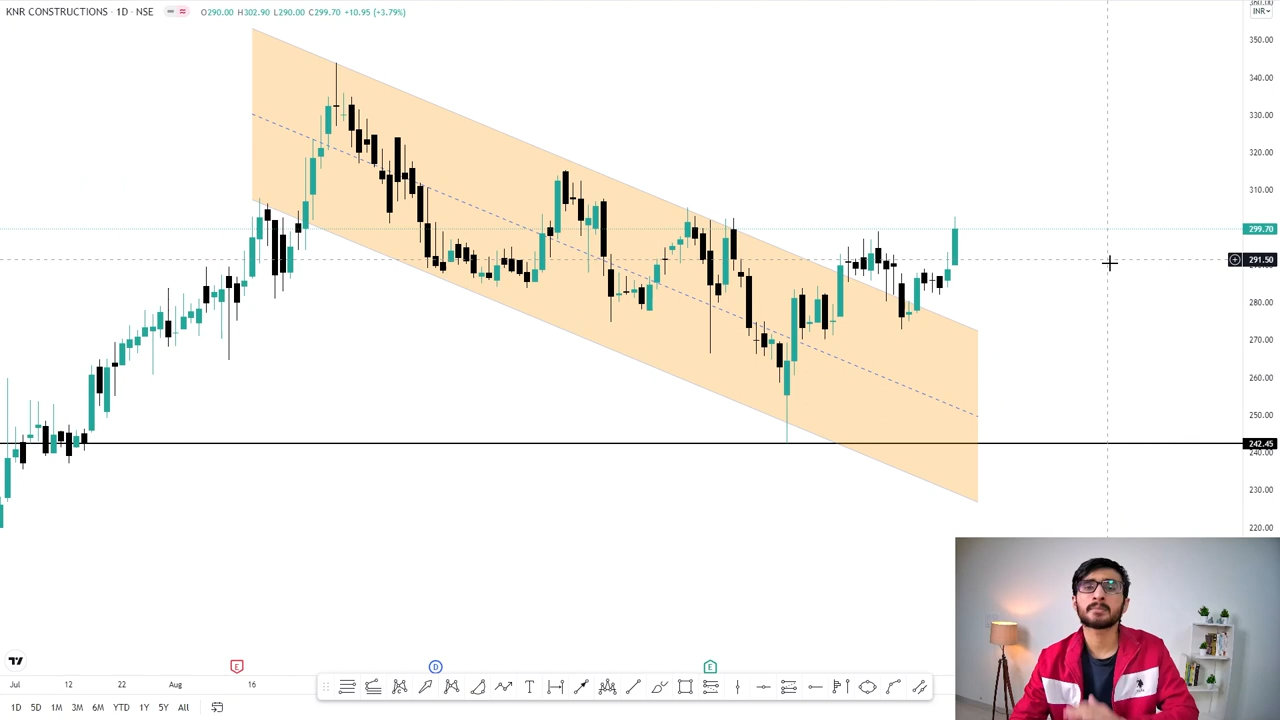 KNR CONSTRUCTIONS · 1D · NSE
O290.00 H302.90 L290.00 C299.70 +10.95 (+3.79%)
INR
350.00
340.00
330.00
320.00
310.00
299.70
291.50
280.00
270.00
260.00
250.00
242.45
240.00
230.00
220.00
E
D
E
Jul
12
22
Aug
16
T
1D
5D
1M
3M
6M
YTD
1Y
5Y
All